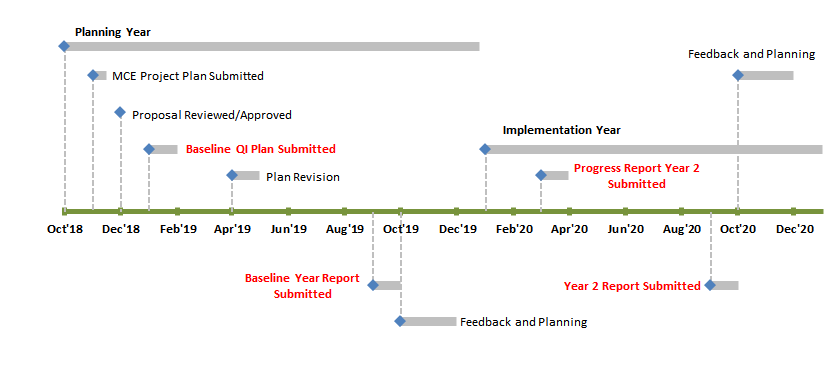 Planning Year
Feedback and Planning
MCE Project Plan Submitted
Proposal Reviewed/Approved
Implementation Year
Baseline QI Plan Submitted
Progress Report Year 2
Submitted
Plan Revision
Oct'18 Dec'18 Feb'19 Apr'19 Jun'19 Aug'19 Oct'19 Dec'19 Feb'20 Apr'20 Jun'20 Aug'20 Oct'20 Dec'20
Baseline Year Report
Submitted
Year 2 Report Submitted
Feedback and Planning